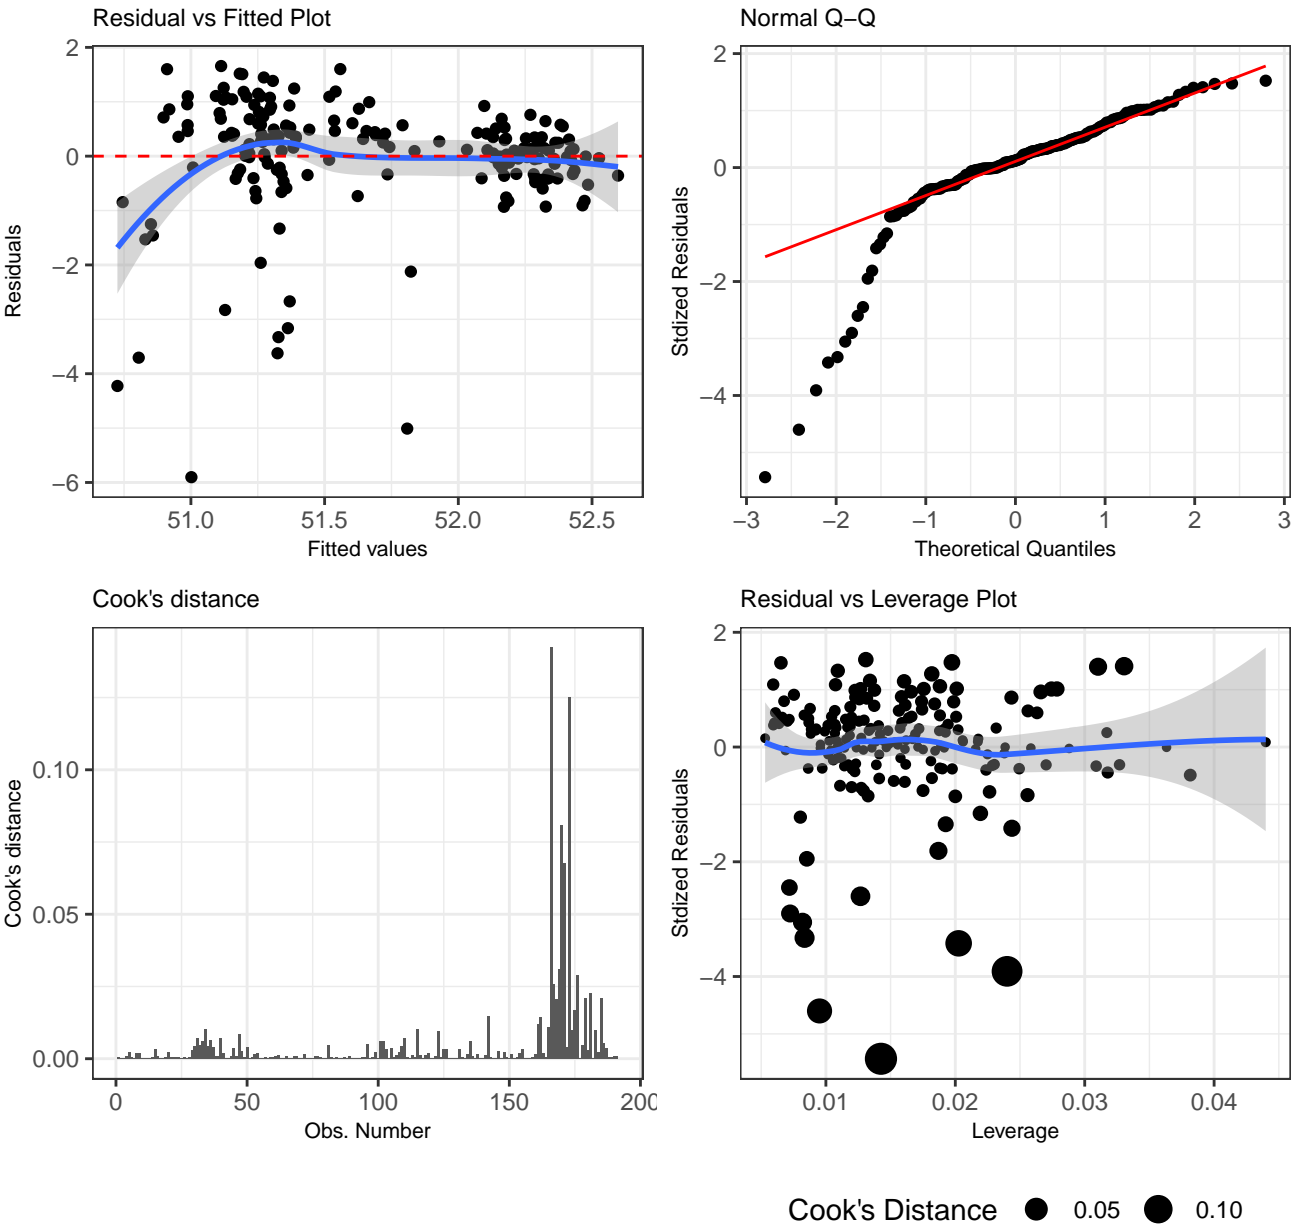 Residual vs Fitted Plot
2
0
−2
−4
−6
51.0 51.5 52.0 52.5
Residuals
Fitted values
Normal Q−Q
2
0
−2
−4
−3 −2 −1 0 1 2 3
Stdized Residuals
Theoretical Quantiles
Cook's distance
0.10
0.05
0.00
0 50 100 150 200
Cook's distance
Obs. Number
Residual vs Leverage Plot
2
0
−2
−4
0.01 0.02 0.03 0.04
Stdized Residuals
Leverage
Cook's Distance 0.05 0.10